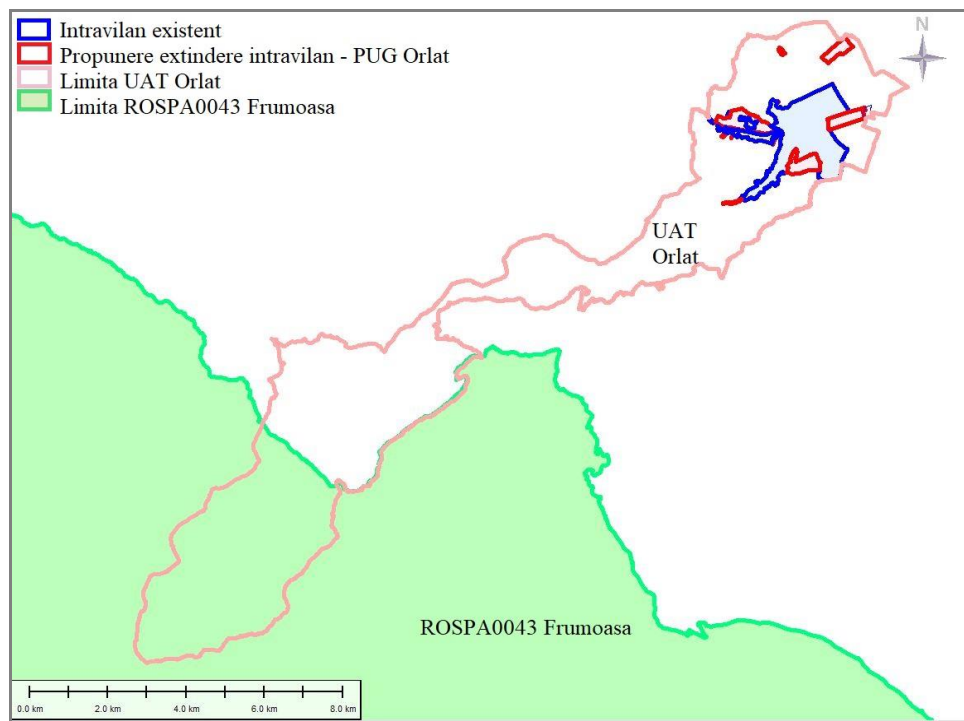 Intravilan existent
Propunere extindere intravilan - PUG Orlat
Limita UAT Orlat
Limita ROSPA0043 Frumoasa
N
UAT
Orlat
ROSPA0043 Frumoasa
0.0 km 2.0 km 4.0 km 6.0 km 8.0 km